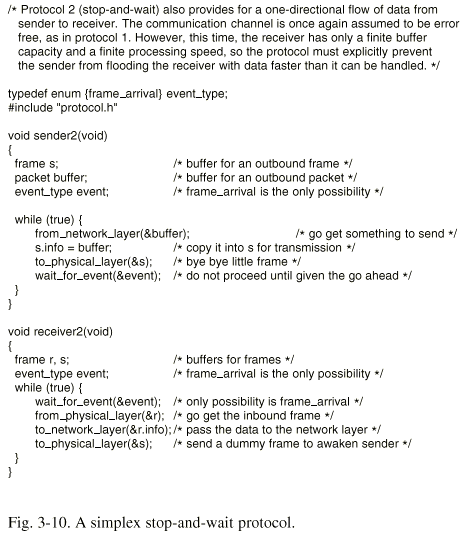 /* Protocol 2 (stop-and-wait) also provides for a one-directional flow of data from
sender to receiver. The communication channel is once again assumed to be error
free, as in protocol 1. However, this time, the receiver has only a finite buffer
capacity and a finite processing speed, so the protocol must explicitly prevent
the sender from flooding the receiver with data faster than it can be handled. */
typedef enum {frame_arrival} event_type;
#include "protocol.h"
void sender2(void)
{
frame s; /* buffer for an outbound frame */
packet buffer; /* buffer for an outbound packet */
event_type event; /* frame_arrival is the only possibility */
while (true) {
from_network_layer(&buffer); /* go get something to send */
s.info = buffer; /* copy it into s for transmission */
to_physical_layer(&s); /* bye bye little frame */
wait_for_event(&event); /* do not proceed until given the go ahead */
}
}
void receiver2(void)
{
frame r, s; /* buffers for frames */
event_type event; /* frame_arrival is the only possibility */
while (true) {
wait_for_event(&event); /* only possibility is frame_arrival */
from_physical_layer(&r); /* go get the inbound frame */
to_network_layer(&r.info); /* pass the data to the network layer */
to_physical_layer(&s); /* send a dummy frame to awaken sender */
}
}
Fig. 3-10. A simplex stop-and-wait protocol.